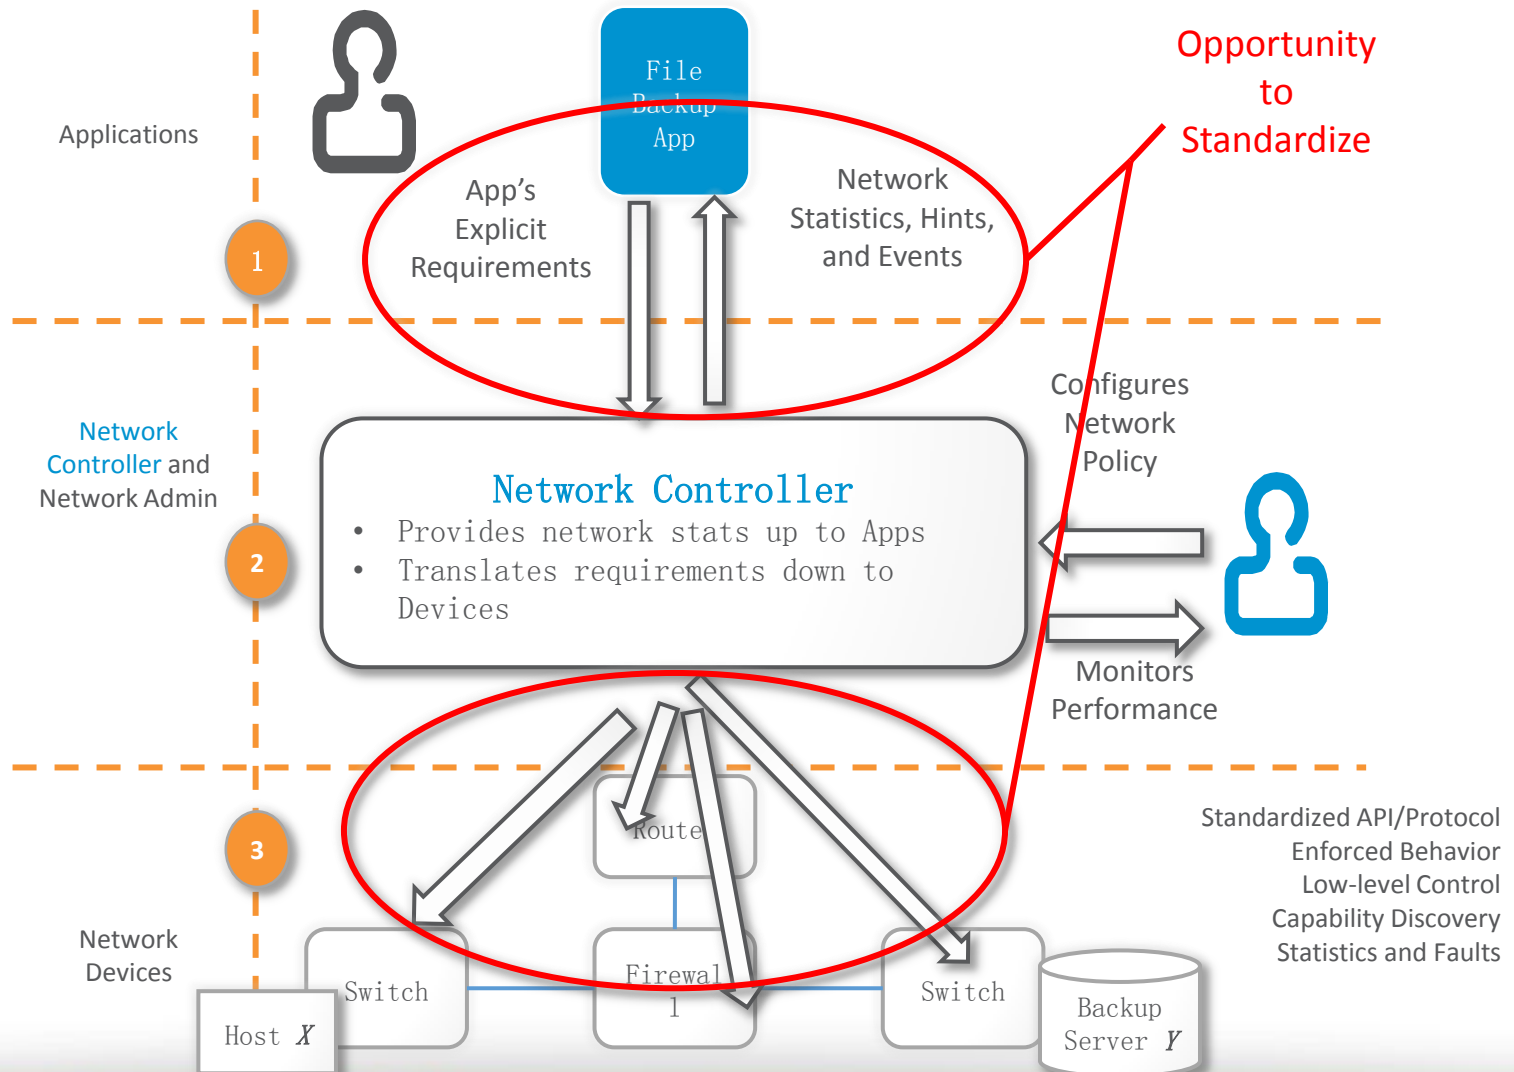 Opportunity
to
Standardize
File
Backup
App
Applications
App's
Explicit
Requirements
Network
Statistics, Hints,
and Events
1
Configures
Network
Policy
Network
Controller and
Network Admin
Network Controller
• Provides network stats up to Apps
• Translates requirements down to
Devices
2
Monitors
Performance
3
Route
Standardized API/Protocol
Enforced Behavior
Low-level Control
Capability Discovery
Statistics and Faults
Network
Devices
Switch
Firewal
l
Switch
Host X
Backup
Server Y